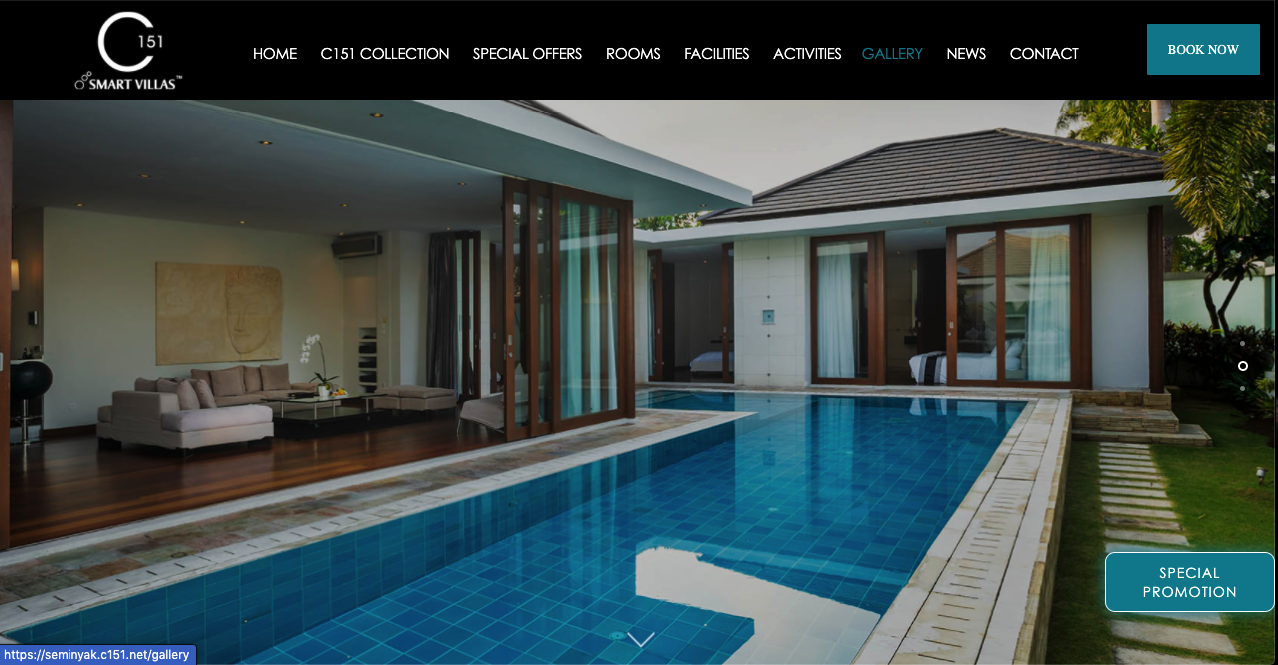 C 151
SMART VILLAS™
HOME
C151 COLLECTION
SPECIAL OFFERS
ROOMS
FACILITIES
ACTIVITIES
GALLERY
NEWS
CONTACT
BOOK NOW
SPECIAL
PROMOTION
https://seminyak.c151.net/gallery